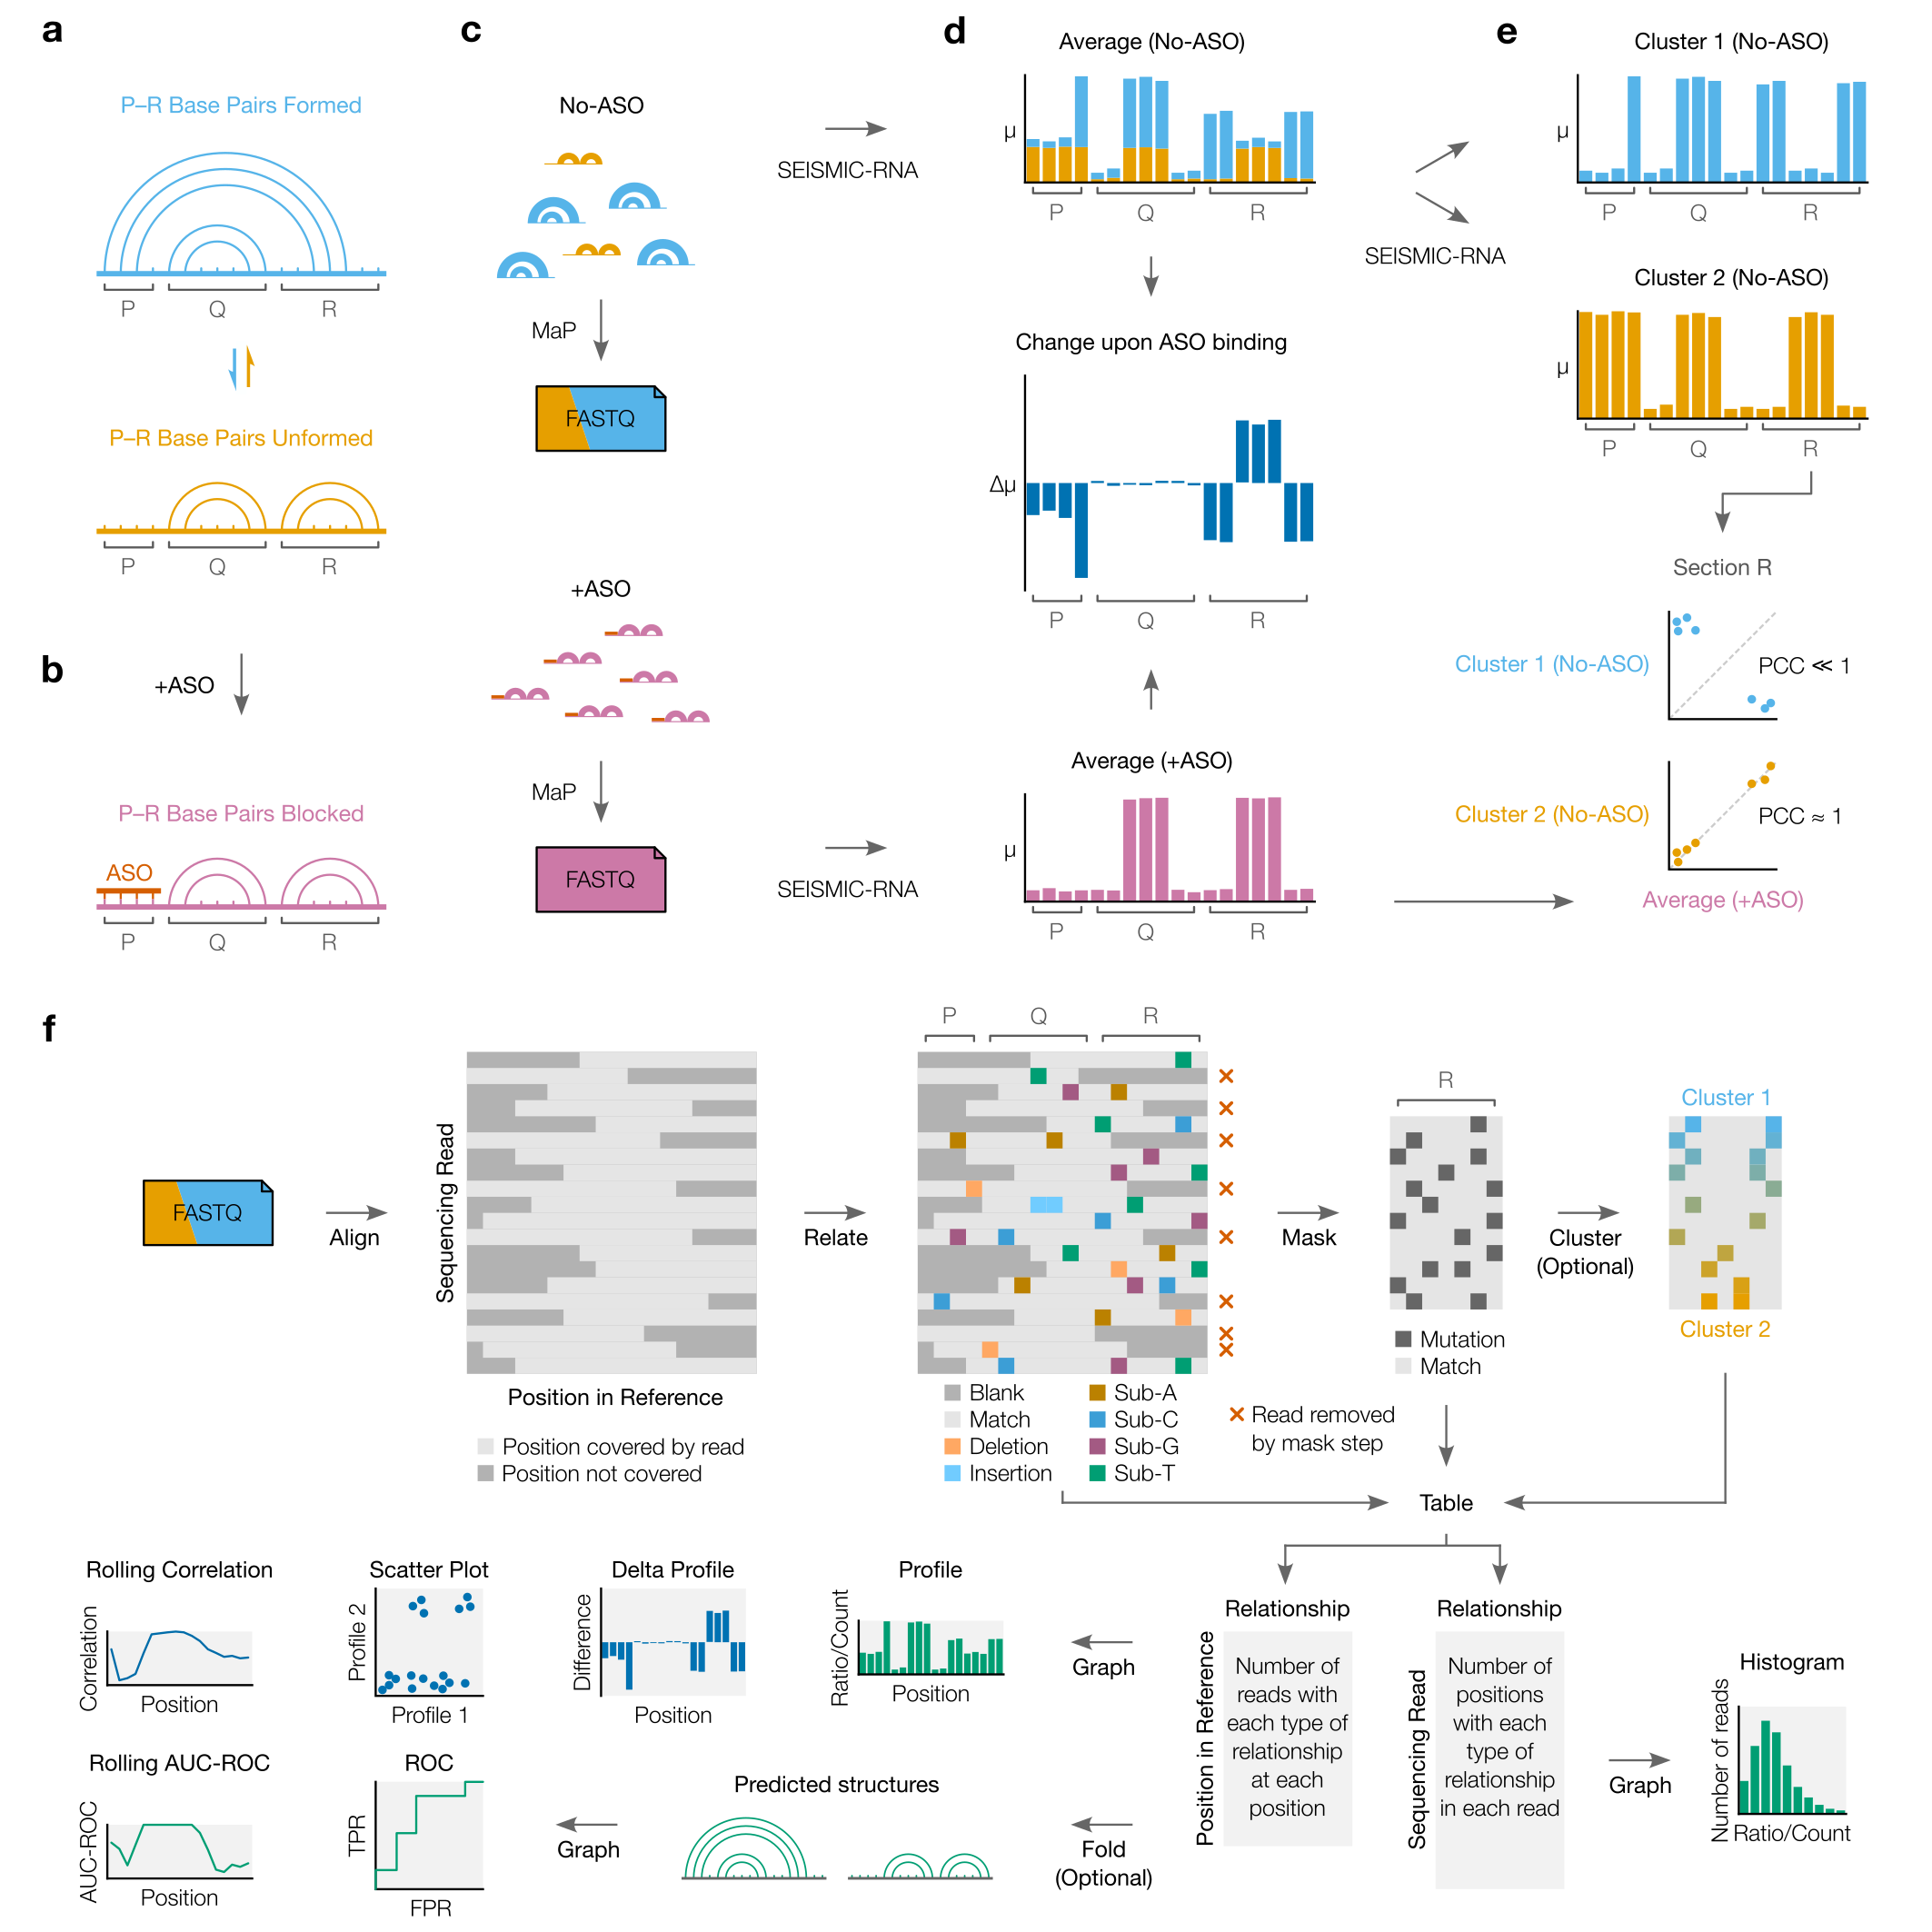 a
P–R Base Pairs Formed
P
Q
R
P–R Base Pairs Unformed
P
Q
R
b
+ASO
P–R Base Pairs Blocked
ASO
P
Q
R
c
No-ASO
MaP
FASTQ
SEISMIC-RNA
+ASO
MaP
FASTQ
SEISMIC-RNA
d
Average (No-ASO)
μ
P
Q
R
Change upon ASO binding
Δμ
P
Q
R
Average (+ASO)
μ
P
Q
R
SEISMIC-RNA
e
Cluster 1 (No-ASO)
μ
P
Q
R
Cluster 2 (No-ASO)
μ
P
Q
R
Section R
Cluster 1 (No-ASO)
PCC ≪ 1
Cluster 2 (No-ASO)
PCC ≈ 1
Average (+ASO)
f
FASTQ
Align
Sequencing Read
Position in Reference
Position covered by read
Position not covered
Relate
P
Q
R
Blank
Match
Deletion
Insertion
Sub-A
Sub-C
Sub-G
Sub-T
Read removed
by mask step
Mask
R
Mutation
Match
Cluster
(Optional)
Cluster 1
Cluster 2
Table
Relationship
Position in Reference
Number of
reads with
each type of
relationship
at each
position
Relationship
Sequencing Read
Number of
positions
with each
type of
relationship
in each read
Graph
Histogram
Number of reads
Ratio/Count
Graph
Profile
Ratio/Count
Position
Delta Profile
Difference
Position
Scatter Plot
Profile 2
Profile 1
Rolling Correlation
Correlation
Position
Fold
(Optional)
Predicted structures
Graph
ROC
TPR
FPR
Rolling AUC-ROC
AUC-ROC
Position